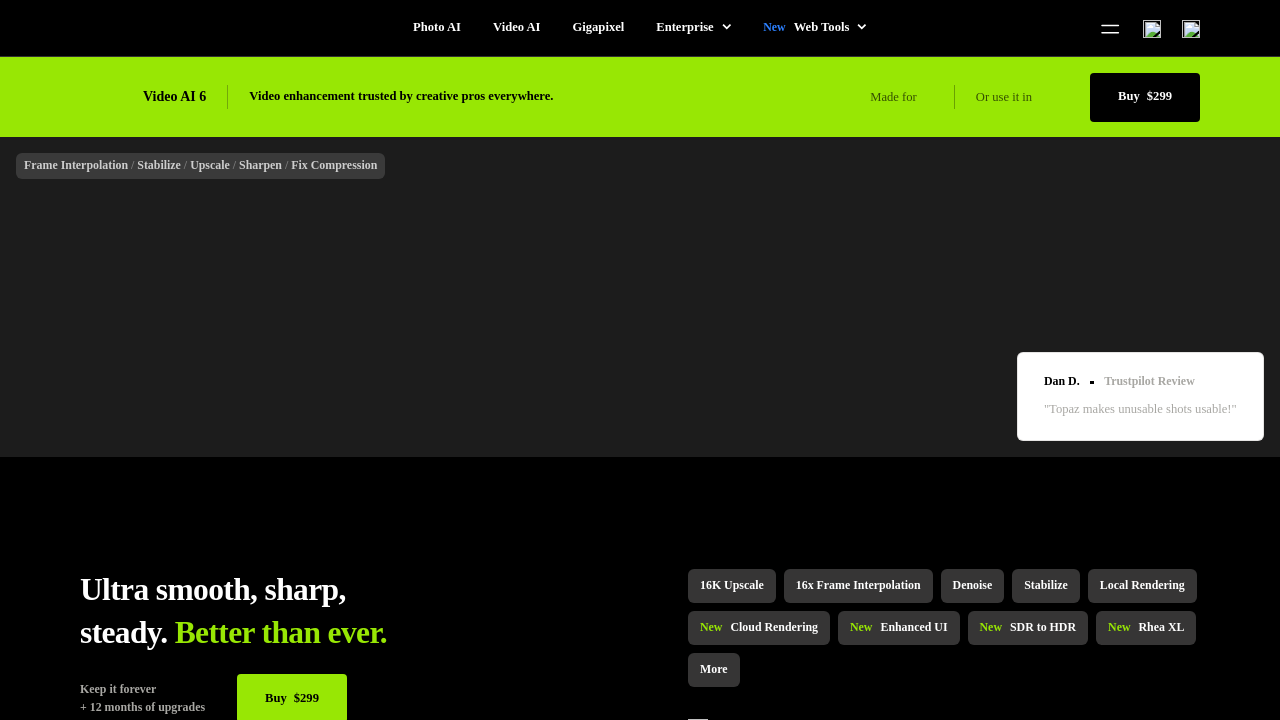 Photo AI Video AI Gigapixel Enterprise New Web Tools
Video AI 6 Video enhancement trusted by creative pros everywhere. Made for Or use it in Buy $299
Frame Interpolation / Stabilize / Upscale / Sharpen / Fix Compression
Dan D. Trustpilot Review
"Topaz makes unusable shots usable!"
Ultra smooth, sharp,
steady. Better than ever.
Keep it forever
+ 12 months of upgrades
Buy $299
16K Upscale 16x Frame Interpolation Denoise Stabilize Local Rendering
New Cloud Rendering New Enhanced UI New SDR to HDR New Rhea XL
More